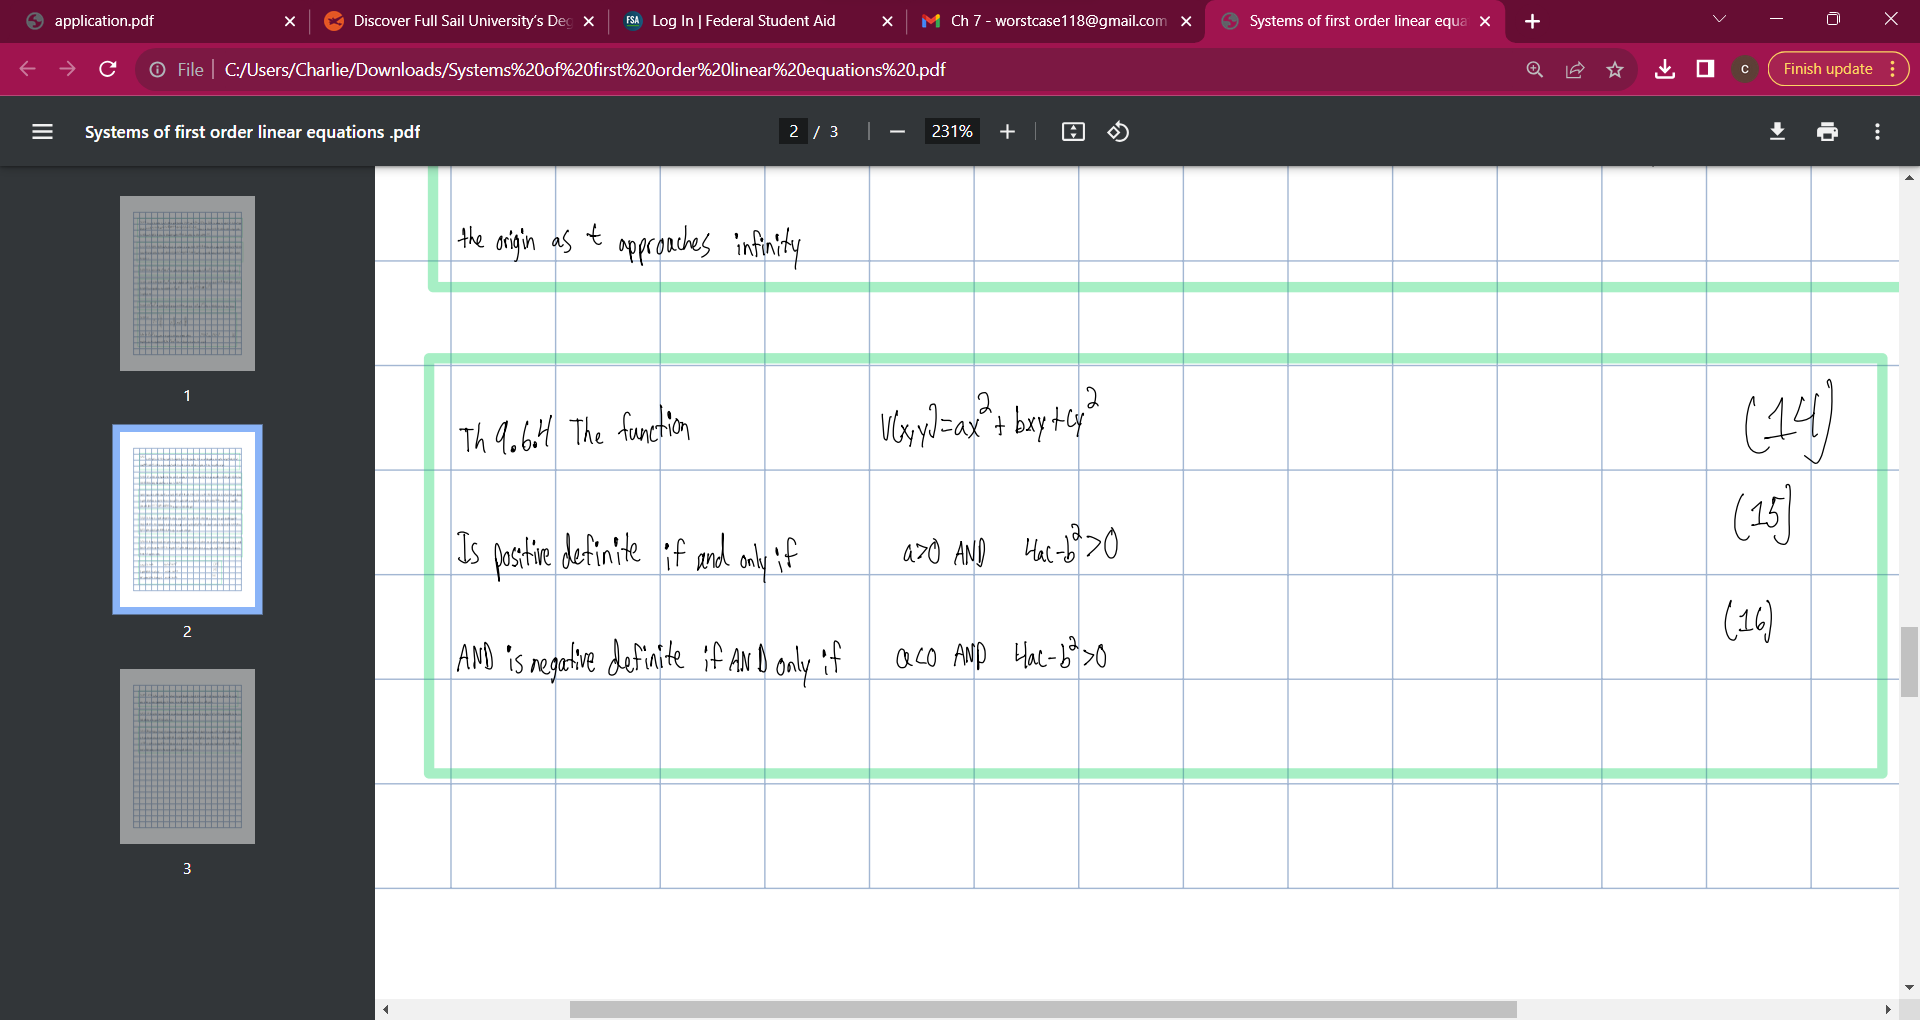 application.pdf
Discover Full Sail University's Deg
Log In | Federal Student Aid
Ch 7 - worstcase118@gmail.com
Systems of first order linear equa
File
C:/Users/Charlie/Downloads/Systems%20of%20first%20order%20linear%20equations%20.pdf
C
Finish update
Systems of first order linear equations .pdf
2 / 3
231%
1
2
3
the origin as t approaches infinity
Th 9.6.4 The function V(x,y)=ax²+bxy+cy² (14)
Is positive definite if and only if a>0 AND 4ac-b²>0 (15)
AND is negative definite if AND only if a<0 AND 4ac-b²>0 (16)